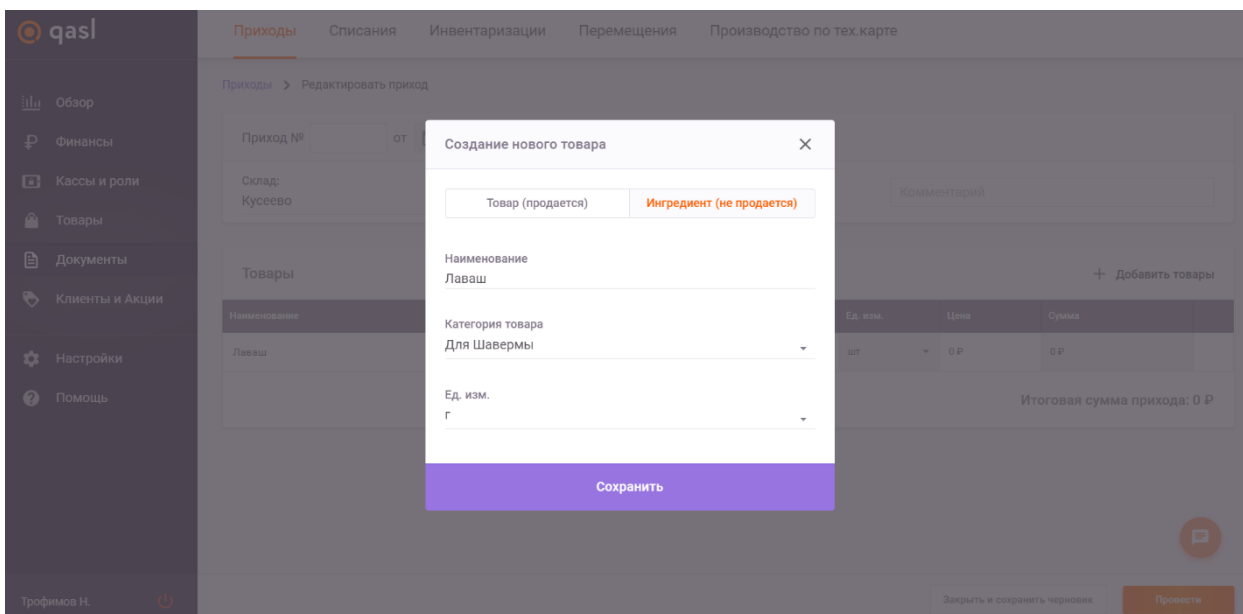 qasl
Приходы Списания Инвентаризации Перемещения Производство по тех.карте
Приходы > Редактировать приход
Обзор
Финансы
Кассы и роли
Товары
Документы
Клиенты и Акции
Настройки
Помощь
Трофимов Н.
Приход № от
Склад:
Кусеево
Комментарий
Товары
+ Добавить товары
Наименование Ед. изм. Цена Сумма
Лаваш шт 0 ₽ 0 ₽
Итоговая сумма прихода: 0 ₽
Создание нового товара
Товар (продается) Ингредиент (не продается)
Наименование
Лаваш
Категория товара
Для Шавермы
Ед. изм.
г
Сохранить
Закрыть и сохранить черновик Провести